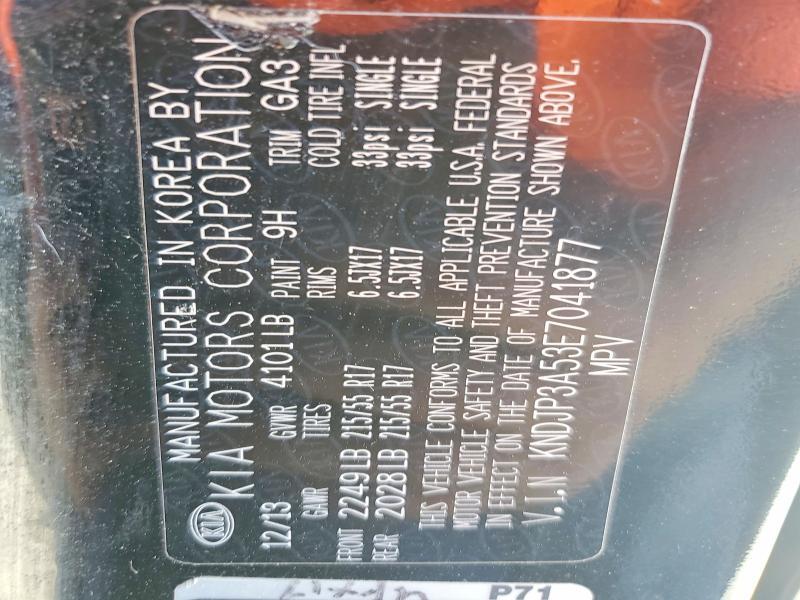 MANUFACTURED IN KOREA BY
KIA KIA MOTORS CORPORATION
12/13 GVWR 4101LB PAINT 9H TRIM GA3
GAWR TIRES RIMS COLD TIRE INFL
FRONT 2249LB 215/55 R17 6.5JX17 33psi SINGLE
REAR 2028LB 215/55 R17 6.5JX17 33psi SINGLE
THIS VEHICLE CONFORMS TO ALL APPLICABLE U.S.A. FEDERAL
MOTOR VEHICLE SAFETY AND THEFT PREVENTION STANDARDS
IN EFFECT ON THE DATE OF MANUFACTURE SHOWN ABOVE.
V.I.N KNDJP3A53E7041877
MPV
P71